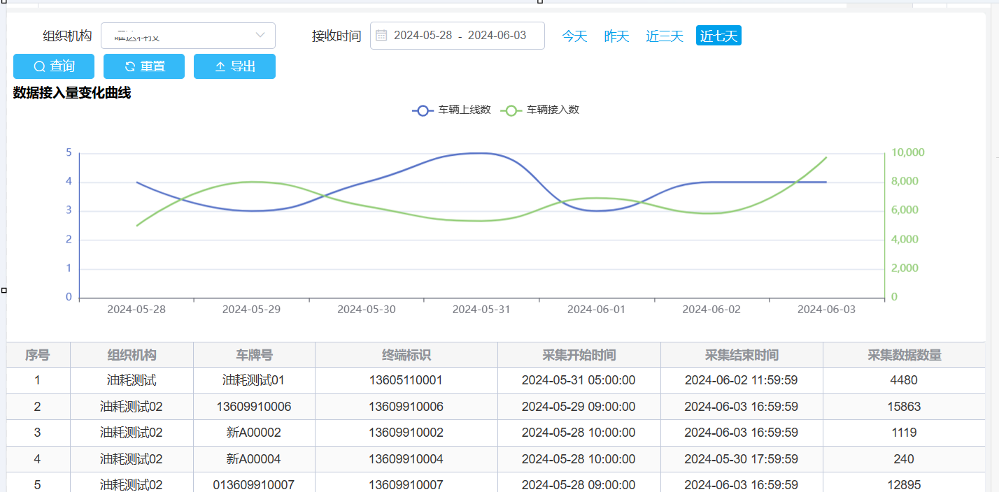 组织机构 接收时间 2024-05-28 - 2024-06-03 今天 昨天 近三天 近七天
查询 重置 导出
数据接入量变化曲线
车辆上线数 车辆接入数
5 10,000
4 8,000
3 6,000
2 4,000
1 2,000
0 0
2024-05-28 2024-05-29 2024-05-30 2024-05-31 2024-06-01 2024-06-02 2024-06-03
序号 组织机构 车牌号 终端标识 采集开始时间 采集结束时间 采集数据数量
1 油耗测试 油耗测试01 13605110001 2024-05-31 05:00:00 2024-06-02 11:59:59 4480
2 油耗测试02 13609910006 13609910006 2024-05-29 09:00:00 2024-06-03 16:59:59 15863
3 油耗测试02 新A00002 13609910002 2024-05-28 10:00:00 2024-06-03 16:59:59 1119
4 油耗测试02 新A00004 13609910004 2024-05-28 10:00:00 2024-05-30 17:59:59 240
5 油耗测试02 013609910007 13609910007 2024-05-28 09:00:00 2024-06-03 16:59:59 12895